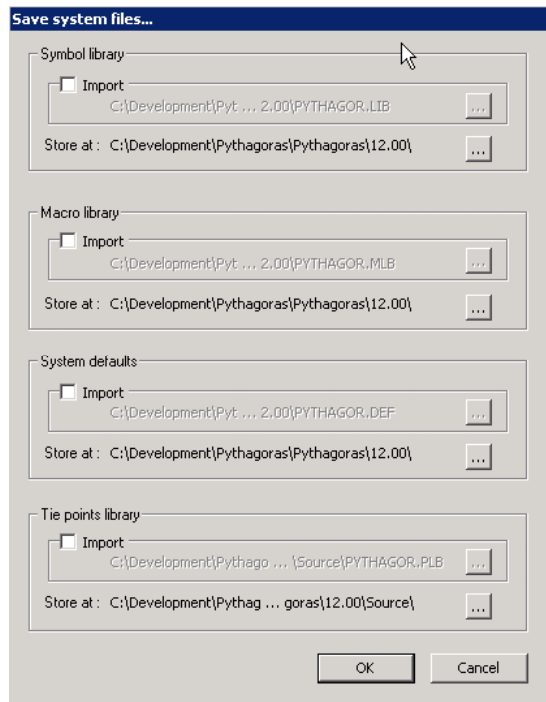 Save system files...
Symbol library
Import
C:\Development\Pyt ... 2.00\PYTHAGOR.LIB
...
Store at : C:\Development\Pythagoras\Pythagoras\12.00\
...
Macro library
Import
C:\Development\Pyt ... 2.00\PYTHAGOR.MLB
...
Store at : C:\Development\Pythagoras\Pythagoras\12.00\
...
System defaults
Import
C:\Development\Pyt ... 2.00\PYTHAGOR.DEF
...
Store at : C:\Development\Pythagoras\Pythagoras\12.00\
...
Tie points library
Import
C:\Development\Pythago ... \Source\PYTHAGOR.PLB
...
Store at : C:\Development\Pythag ... goras\12.00\Source\
...
OK Cancel